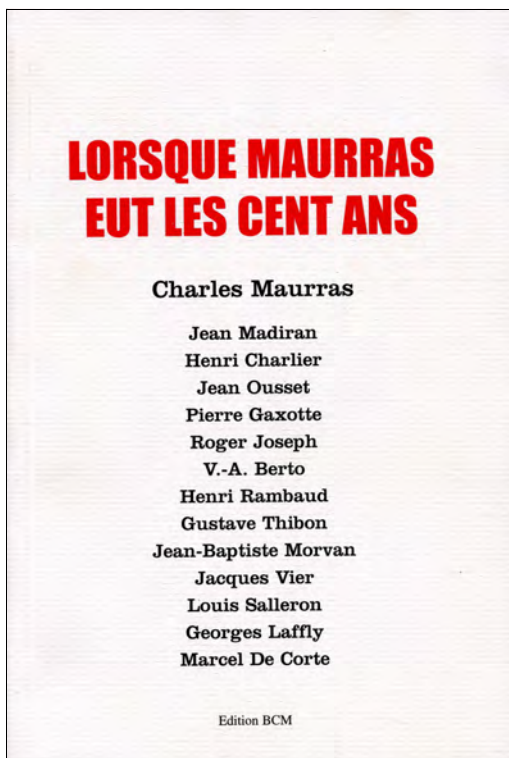 LORSQUE MAURRAS
EUT LES CENT ANS
Charles Maurras
Jean Madiran
Henri Charlier
Jean Ousset
Pierre Gaxotte
Roger Joseph
V.-A. Berto
Henri Rambaud
Gustave Thibon
Jean-Baptiste Morvan
Jacques Vier
Louis Salleron
Georges Laffly
Marcel De Corte
Edition BCM